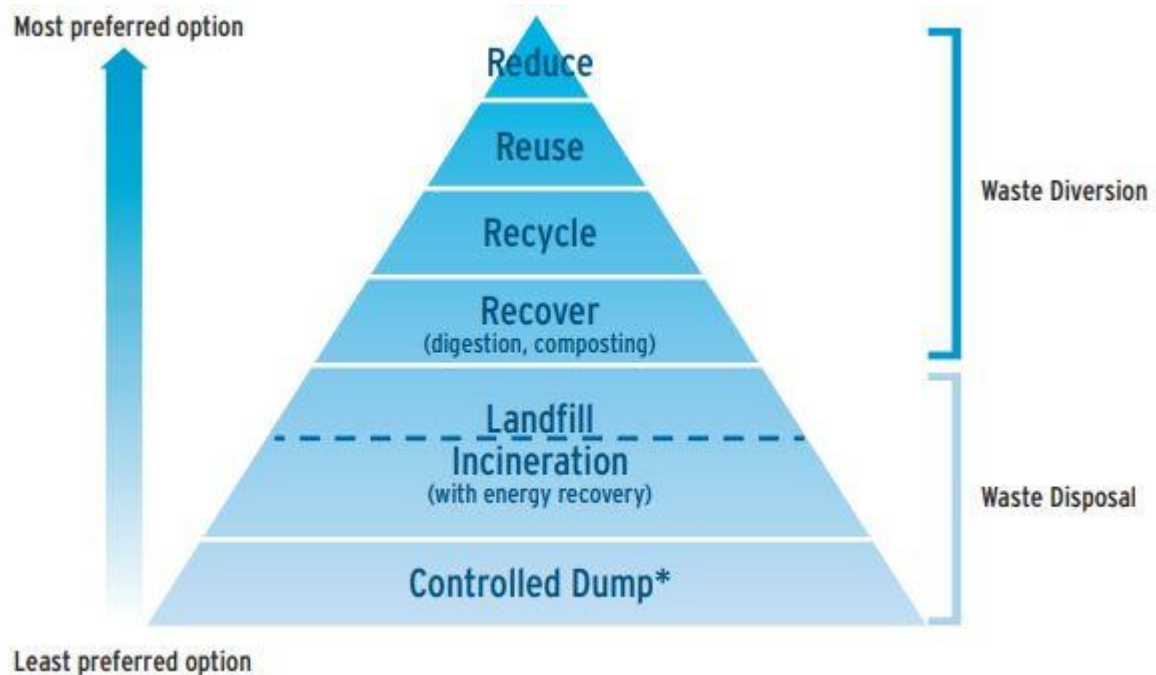 Most preferred option
Reduce
Reuse
Recycle
Recover
(digestion, composting)
Landfill
Incineration
(with energy recovery)
Controlled Dump*
Least preferred option
Waste Diversion
Waste Disposal